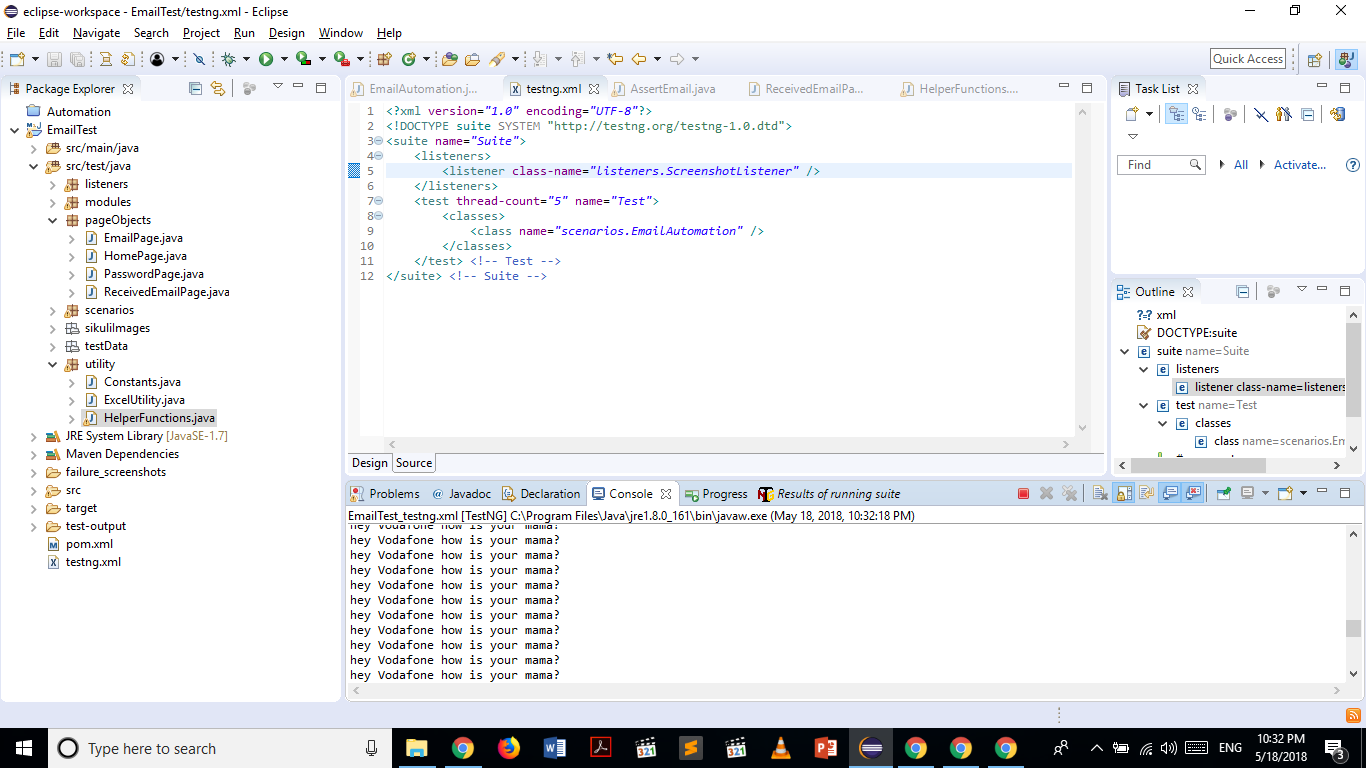 eclipse-workspace - EmailTest/testng.xml - Eclipse
File Edit Navigate Search Project Run Design Window Help
Quick Access
Package Explorer
Automation
EmailTest
src/main/java
src/test/java
listeners
modules
pageObjects
EmailPage.java
HomePage.java
PasswordPage.java
ReceivedEmailPage.java
scenarios
sikuliImages
testData
utility
Constants.java
ExcelUtility.java
HelperFunctions.java
JRE System Library [JavaSE-1.7]
Maven Dependencies
failure_screenshots
src
target
test-output
pom.xml
testng.xml
EmailAutomation.j... testng.xml AssertEmail.java ReceivedEmailPa... HelperFunctions....
1 <?xml version="1.0" encoding="UTF-8"?>
2 <!DOCTYPE suite SYSTEM "http://testng.org/testng-1.0.dtd">
3 <suite name="Suite">
4 <listeners>
5 <listener class-name="listeners.ScreenshotListener" />
6 </listeners>
7 <test thread-count="5" name="Test">
8 <classes>
9 <class name="scenarios.EmailAutomation" />
10 </classes>
11 </test> <!-- Test -->
12 </suite> <!-- Suite -->
Design Source
Task List
Find All Activate...
Outline
?=? xml
DOCTYPE:suite
suite name=Suite
listeners
listener class-name=listeners
test name=Test
classes
class name=scenarios.Em
Problems Javadoc Declaration Console Progress Results of running suite
EmailTest_testng.xml [TestNG] C:\Program Files\Java\jre1.8.0_161\bin\javaw.exe (May 18, 2018, 10:32:18 PM)
hey Vodafone how is your mama?
hey Vodafone how is your mama?
hey Vodafone how is your mama?
hey Vodafone how is your mama?
hey Vodafone how is your mama?
hey Vodafone how is your mama?
hey Vodafone how is your mama?
hey Vodafone how is your mama?
hey Vodafone how is your mama?
hey Vodafone how is your mama?
hey Vodafone how is your mama?
Type here to search
ENG
10:32 PM
5/18/2018
3